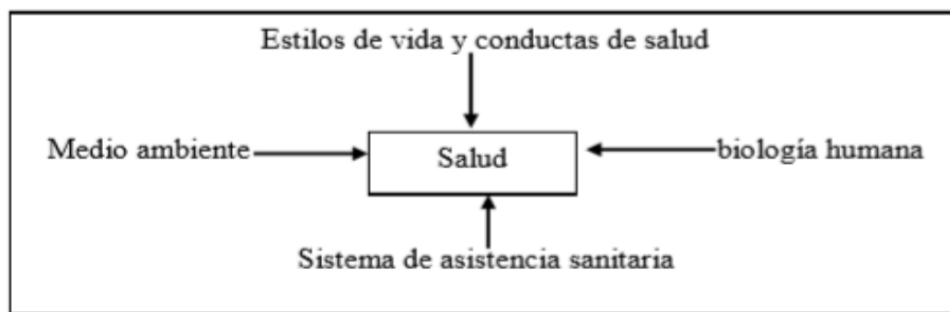 Estilos de vida y conductas de salud
Medio ambiente
Salud
biología humana
Sistema de asistencia sanitaria